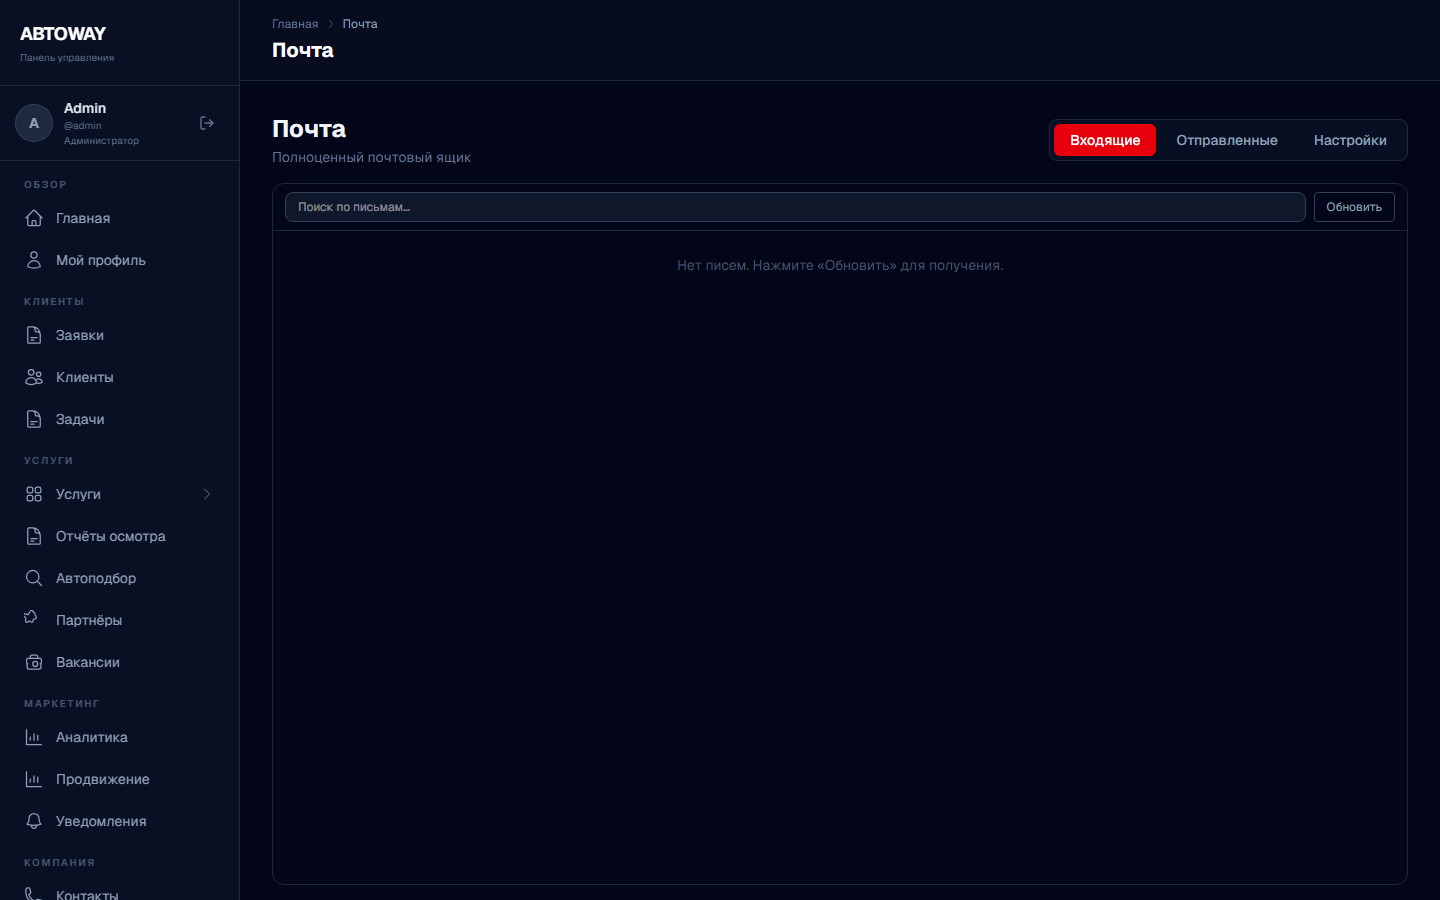 АВТОWAY
Панель управления
A
Admin
@admin
Администратор
ОБЗОР
Главная
Мой профиль
КЛИЕНТЫ
Заявки
Клиенты
Задачи
УСЛУГИ
Услуги
Отчёты осмотра
Автоподбор
Партнёры
Вакансии
МАРКЕТИНГ
Аналитика
Продвижение
Уведомления
КОМПАНИЯ
Контакты
Главная > Почта
Почта
Почта
Полноценный почтовый ящик
Входящие Отправленные Настройки
Поиск по письмам... Обновить
Нет писем. Нажмите «Обновить» для получения.